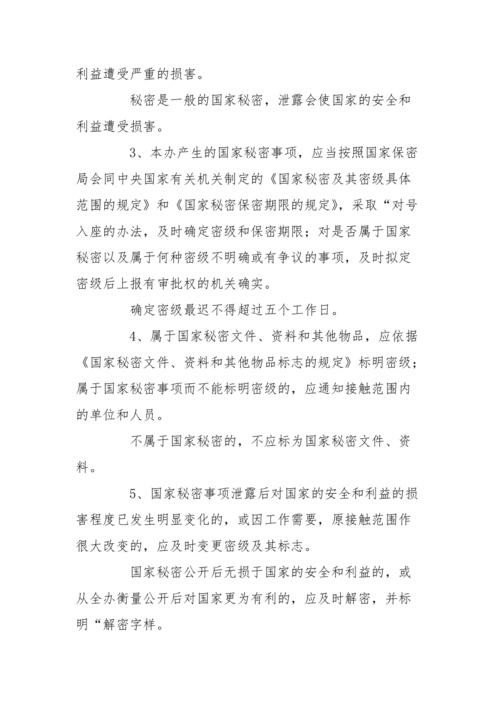 利益遭受严重的损害。
秘密是一般的国家秘密，泄露会使国家的安全和
利益遭受损害。
3、本办产生的国家秘密事项，应当按照国家保密
局会同中央国家有关机关制定的《国家秘密及其密级具体
范围的规定》和《国家秘密保密期限的规定》，采取“对号
入座的办法，及时确定密级和保密期限；对是否属于国家
秘密以及属于何种密级不明确或有争议的事项，及时拟定
密级后上报有审批权的机关确实。
确定密级最迟不得超过五个工作日。
4、属于国家秘密文件、资料和其他物品，应依据
《国家秘密文件、资料和其他物品标志的规定》标明密级；
属于国家秘密事项而不能标明密级的，应通知接触范围内
的单位和人员。
不属于国家秘密的，不应标为国家秘密文件、资
料。
5、国家秘密事项泄露后对国家的安全和利益的损
害程度已发生明显变化的，或因工作需要，原接触范围作
很大改变的，应及时变更密级及其标志。
国家秘密公开后无损于国家的安全和利益的，或
从全办衡量公开后对国家更为有利的，应及时解密，并标
明“解密字样。